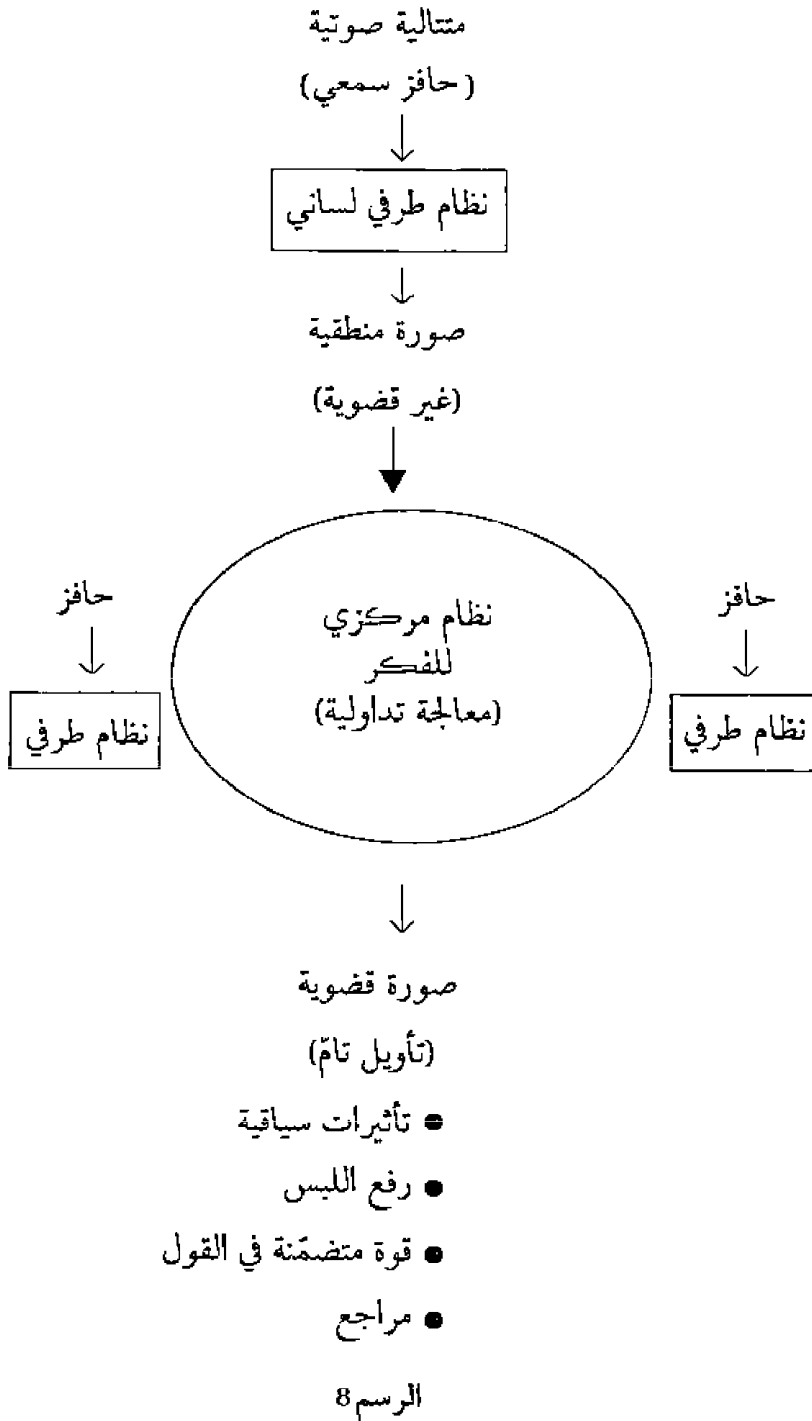 متتالية صوتية
(حافز سمعي)
نظام طرفي لساني
صورة منطقية
(غير قضوية)
حافز
حافز
نظام مركزي
للفكر
(معالجة تداولية)
نظام طرفي
نظام طرفي
صورة قضوية
(تأويل تامّ)
● تأثيرات سياقية
● رفع اللبس
● قوة متضمّنة في القول
● مراجع
الرسم 8